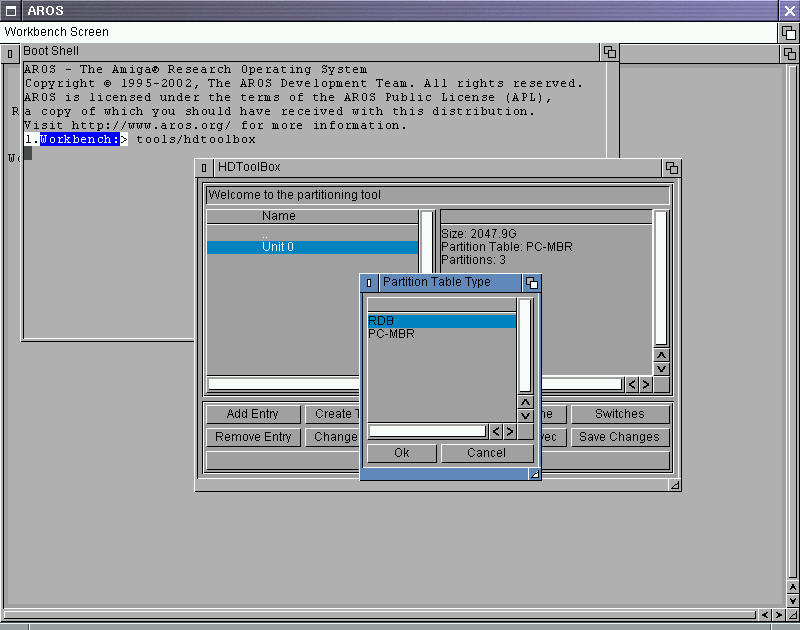 AROS
Workbench Screen
Boot Shell
AROS - The Amiga® Research Operating System
Copyright © 1995-2002, The AROS Development Team. All rights reserved.
AROS is licensed under the terms of the AROS Public License (APL),
a copy of which you should have received with this distribution.
Visit http://www.aros.org/ for more information.
1.Workbench:> tools/hdtoolbox
HDToolBox
Welcome to the partitioning tool
Name
..
Unit 0
Size: 2047.9G
Partition Table: PC-MBR
Partitions: 3
Partition Table Type
RDB
PC-MBR
Ok Cancel
Add Entry Create Switches
Remove Entry Change Save Changes